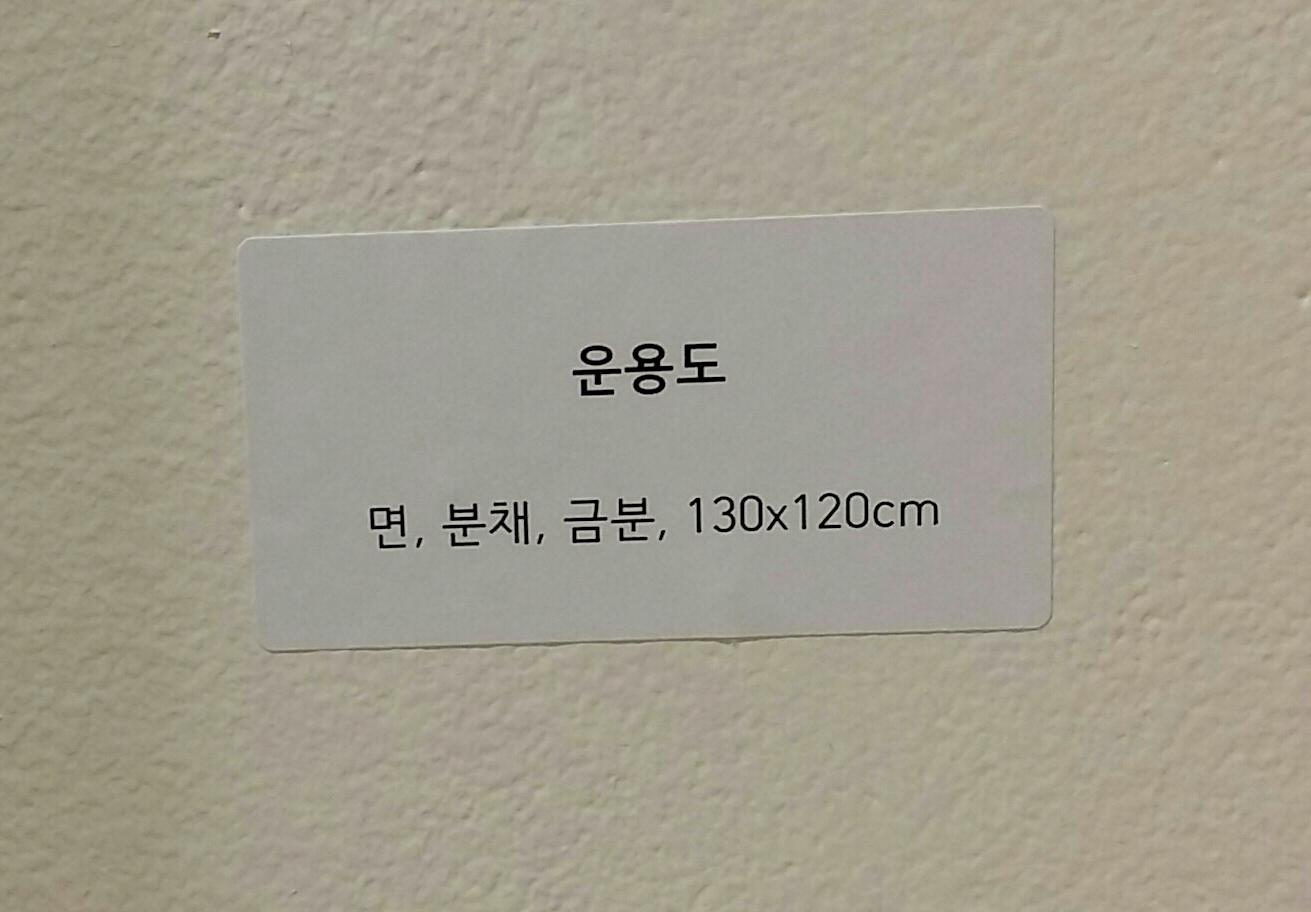 운용도
면, 분채, 금분, 130x120cm